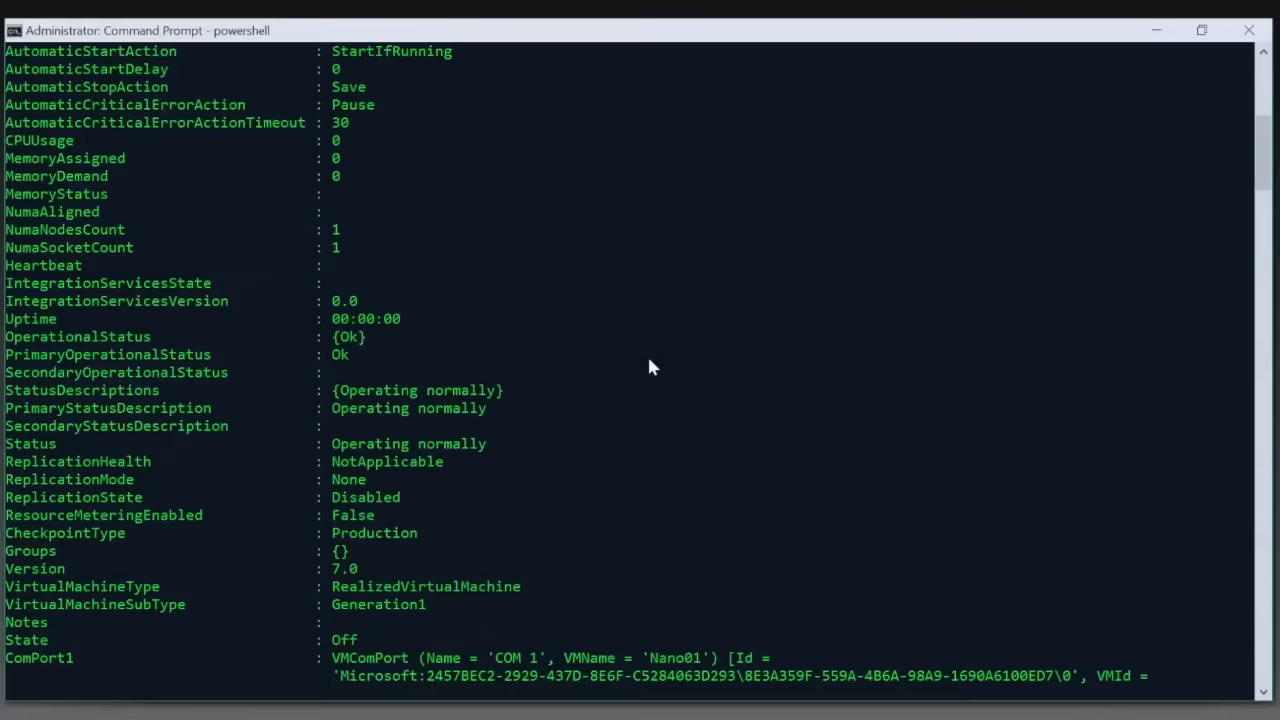 Administrator: Command Prompt - powershell
AutomaticStartAction : StartIfRunning
AutomaticStartDelay : 0
AutomaticStopAction : Save
AutomaticCriticalErrorAction : Pause
AutomaticCriticalErrorActionTimeout : 30
CPUUsage : 0
MemoryAssigned : 0
MemoryDemand : 0
MemoryStatus :
NumaAligned :
NumaNodesCount : 1
NumaSocketCount : 1
Heartbeat :
IntegrationServicesState :
IntegrationServicesVersion : 0.0
Uptime : 00:00:00
OperationalStatus : {Ok}
PrimaryOperationalStatus : Ok
SecondaryOperationalStatus :
StatusDescriptions : {Operating normally}
PrimaryStatusDescription : Operating normally
SecondaryStatusDescription :
Status : Operating normally
ReplicationHealth : NotApplicable
ReplicationMode : None
ReplicationState : Disabled
ResourceMeteringEnabled : False
CheckpointType : Production
Groups : {}
Version : 7.0
VirtualMachineType : RealizedVirtualMachine
VirtualMachineSubType : Generation1
Notes :
State : Off
ComPort1 : VMComPort (Name = 'COM 1', VMName = 'Nano01') [Id =
'Microsoft:2457BEC2-2929-437D-8E6F-C5284063D293\8E3A359F-559A-4B6A-98A9-1690A6100ED7\0', VMId =